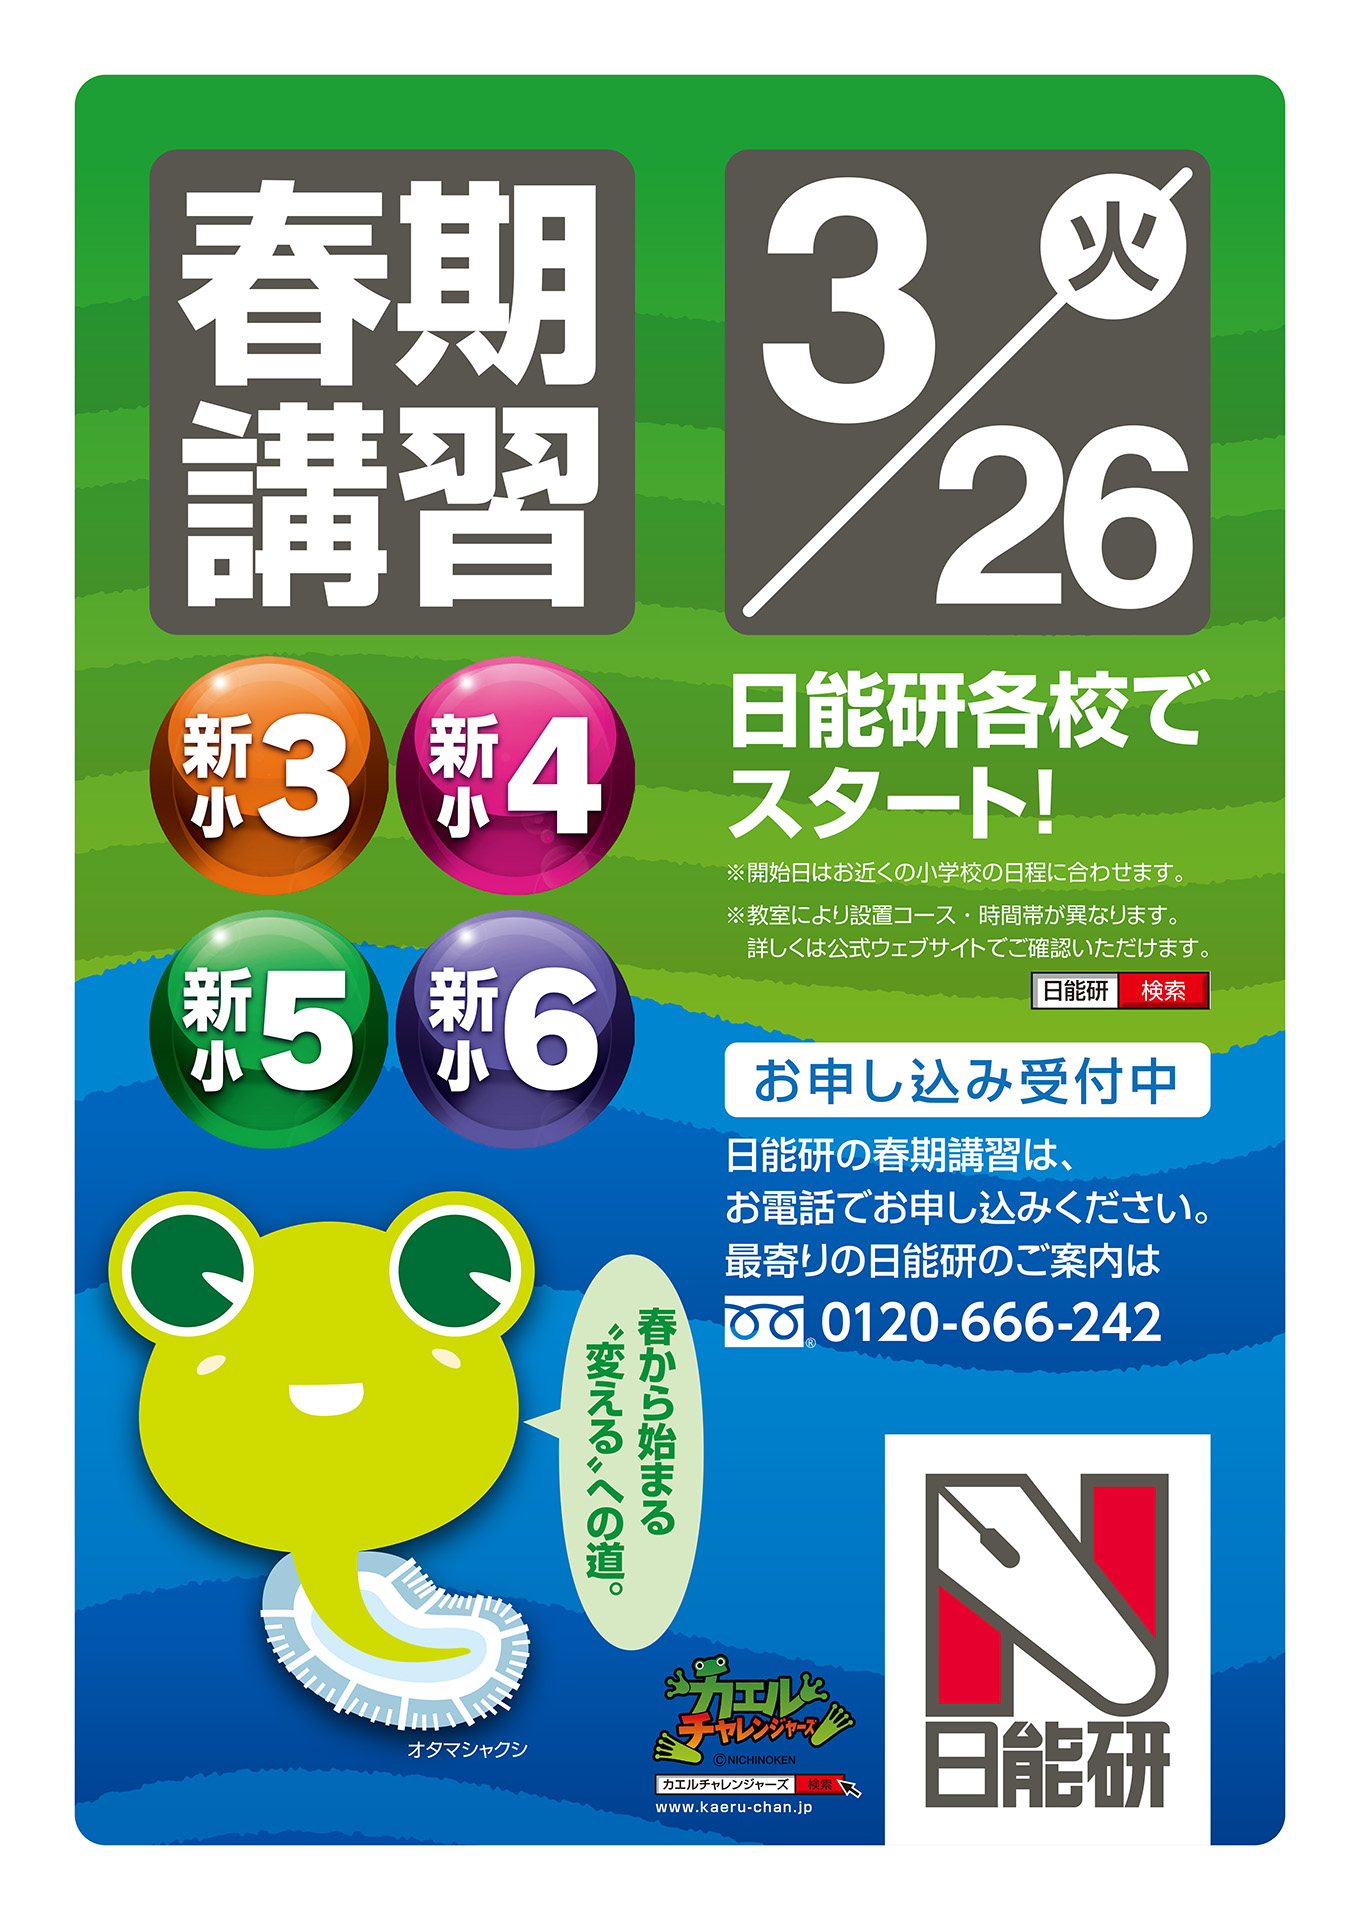 春期
講習
3/26
火
新小3
新小4
新小5
新小6
日能研各校で
スタート!
※開始日はお近くの小学校の日程に合わせます。
※教室により設置コース・時間帯が異なります。
詳しくは公式ウェブサイトでご確認いただけます。
日能研 検索
お申し込み受付中
日能研の春期講習は、
お電話でお申し込みください。
最寄りの日能研のご案内は
® 0120-666-242
春から始まる
〝変える〟への道。
オタマシャクシ
カエル
チャレンジャーズ
©NICHINOKEN
カエルチャレンジャーズ 検索
www.kaeru-chan.jp
N
日能研